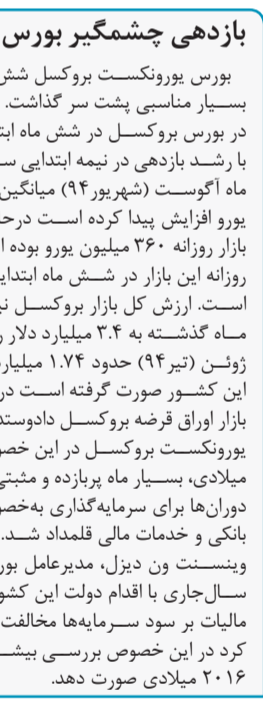 بازدهی چشمگیر بورس
بورس یورونکست بروکسل شش
بسیار مناسبی پشت سر گذاشت.
در بورس بروکسل در شش ماه ابتد
با رشد بازدهی در نیمه ابتدایی سـ
ماه آگوست (شهریور۹۴) میانگین
یورو افزایش پیدا کرده است درحـ
بازار روزانه ۳۶۰ میلیون یورو بوده ا
روزانه این بازار در شش ماه ابتدای
است. ارزش کل بازار بروکسل نیـ
ماه گذشته به ۳.۴ میلیارد دلار ر
ژوئن (تیر۹۴) حدود ۱.۷۴ میلیار
این کشور صورت گرفته است در
بازار اوراق قرضه بروکسل دادوستد
یورونکست بروکسل در این خصو
میلادی، بسیار ماه پربازده و مثبتی
دوران‌ها برای سرمایه‌گذاری به‌خصو
بانکی و خدمات مالی قلمداد شد.
وینسنت ون دیزل، مدیرعامل بور
سال‌جاری با اقدام دولت این کشو
مالیات بر سود سرمایه‌ها مخالفت
کرد در این خصوص بررسی بیشـ
۲۰۱۶ میلادی صورت دهد.